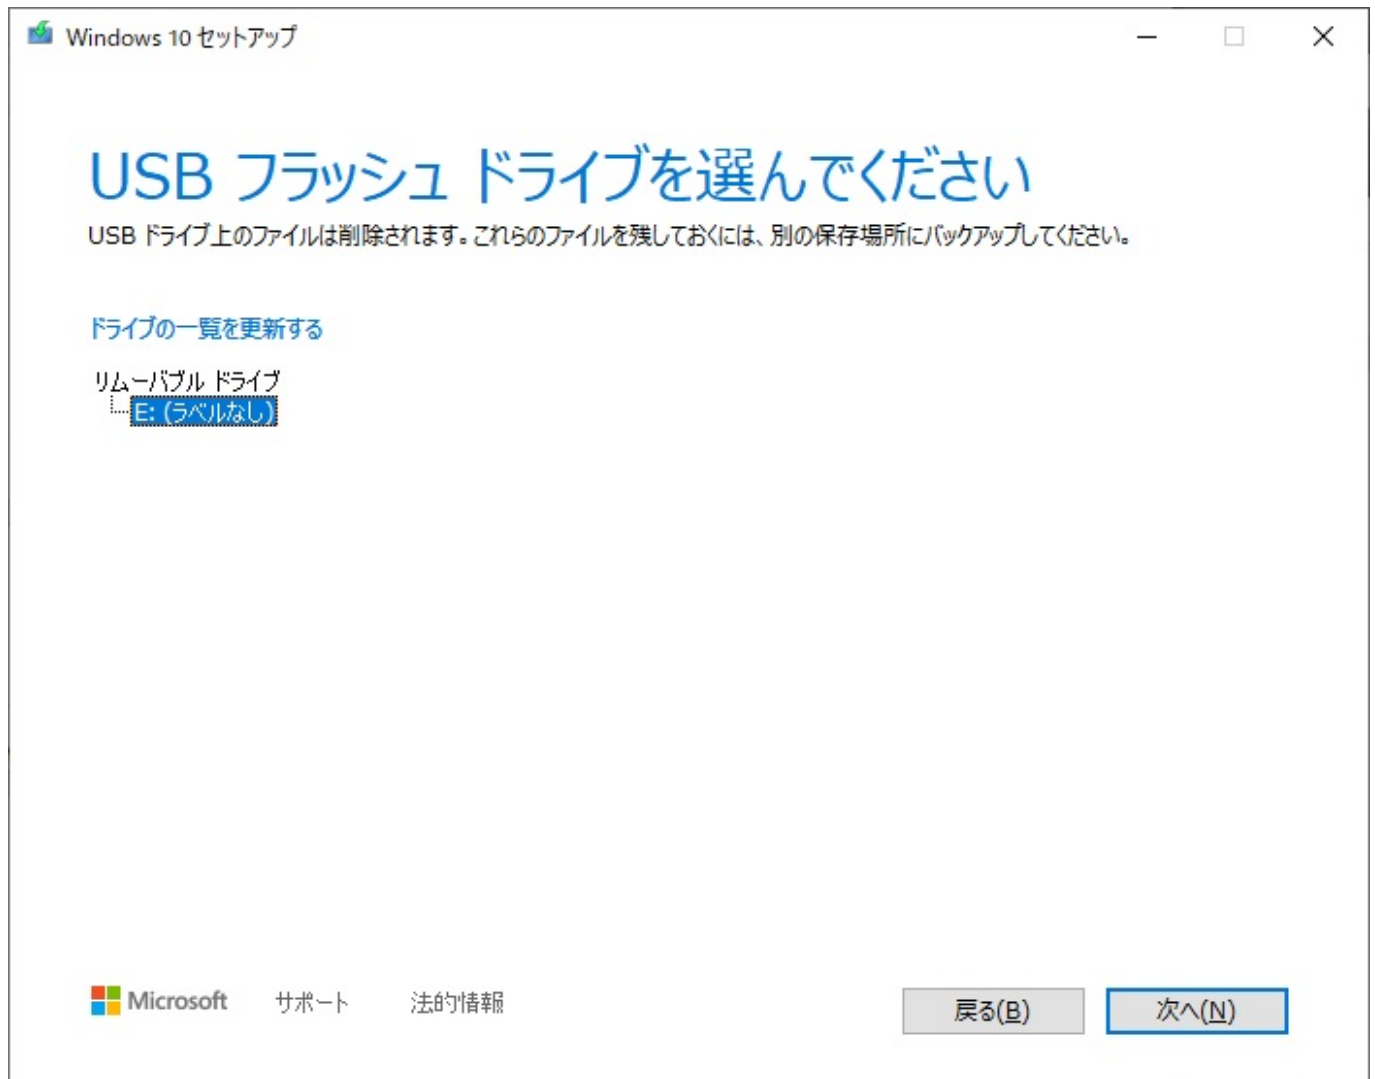 Windows 10 セットアップ
USB フラッシュ ドライブを選んでください
USB ドライブ上のファイルは削除されます。これらのファイルを残しておくには、別の保存場所にバックアップしてください。
ドライブの一覧を更新する
リムーバブル ドライブ
E: (ラベルなし)
Microsoft サポート 法的情報 戻る(B) 次へ(N)